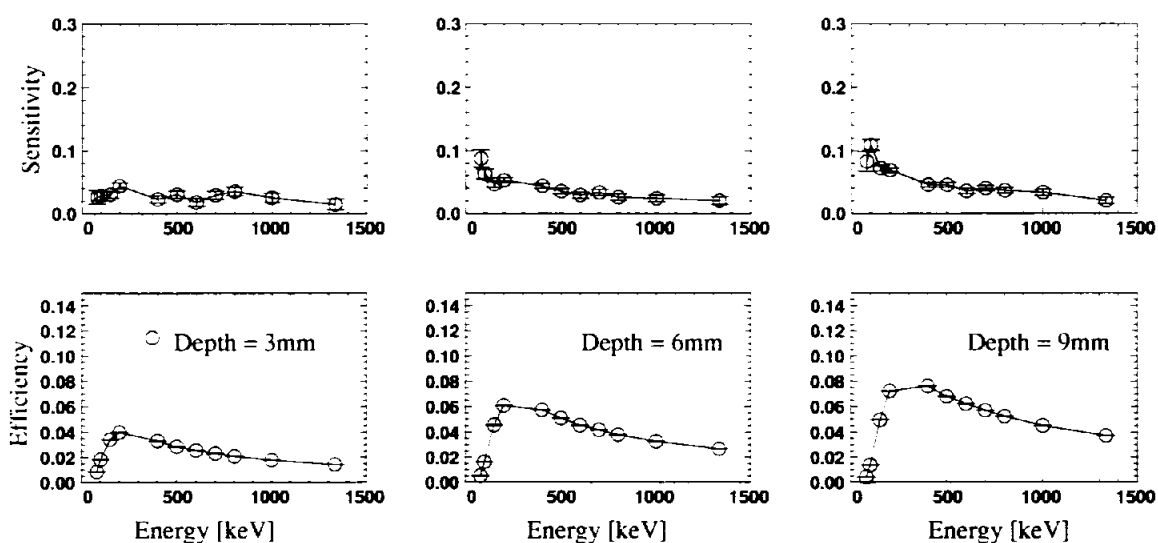 0.3 0.3 0.3
Sensitivity
0.2 0.2 0.2
0.1 0.1 0.1
0.0 0.0 0.0
0 500 1000 1500 0 500 1000 1500 0 500 1000 1500
0.14 0.14 0.14
0.12 0.12 0.12
Depth = 3mm Depth = 6mm Depth = 9mm
0.10 0.10 0.10
Efficiency
0.08 0.08 0.08
0.06 0.06 0.06
0.04 0.04 0.04
0.02 0.02 0.02
0.00 0.00 0.00
0 500 1000 1500 0 500 1000 1500 0 500 1000 1500
Energy [keV] Energy [keV] Energy [keV]